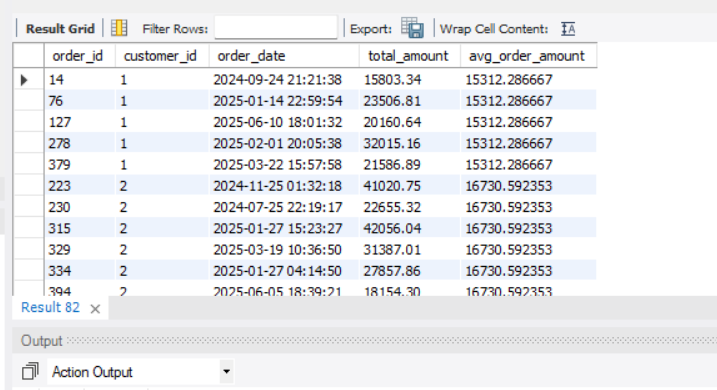 Result Grid Filter Rows: Export: Wrap Cell Content: IA
order_id customer_id order_date total_amount avg_order_amount
14 1 2024-09-24 21:21:38 15803.34 15312.286667
76 1 2025-01-14 22:59:54 23506.81 15312.286667
127 1 2025-06-10 18:01:32 20160.64 15312.286667
278 1 2025-02-01 20:05:38 32015.16 15312.286667
379 1 2025-03-22 15:57:58 21586.89 15312.286667
223 2 2024-11-25 01:32:18 41020.75 16730.592353
230 2 2024-07-25 22:19:17 22655.32 16730.592353
315 2 2025-01-27 15:23:27 42056.04 16730.592353
329 2 2025-03-19 10:36:50 31387.01 16730.592353
334 2 2025-01-27 04:14:50 27857.86 16730.592353
394 2 2025-06-05 18:39:21 18154.30 16730.592353
Result 82
Output
Action Output